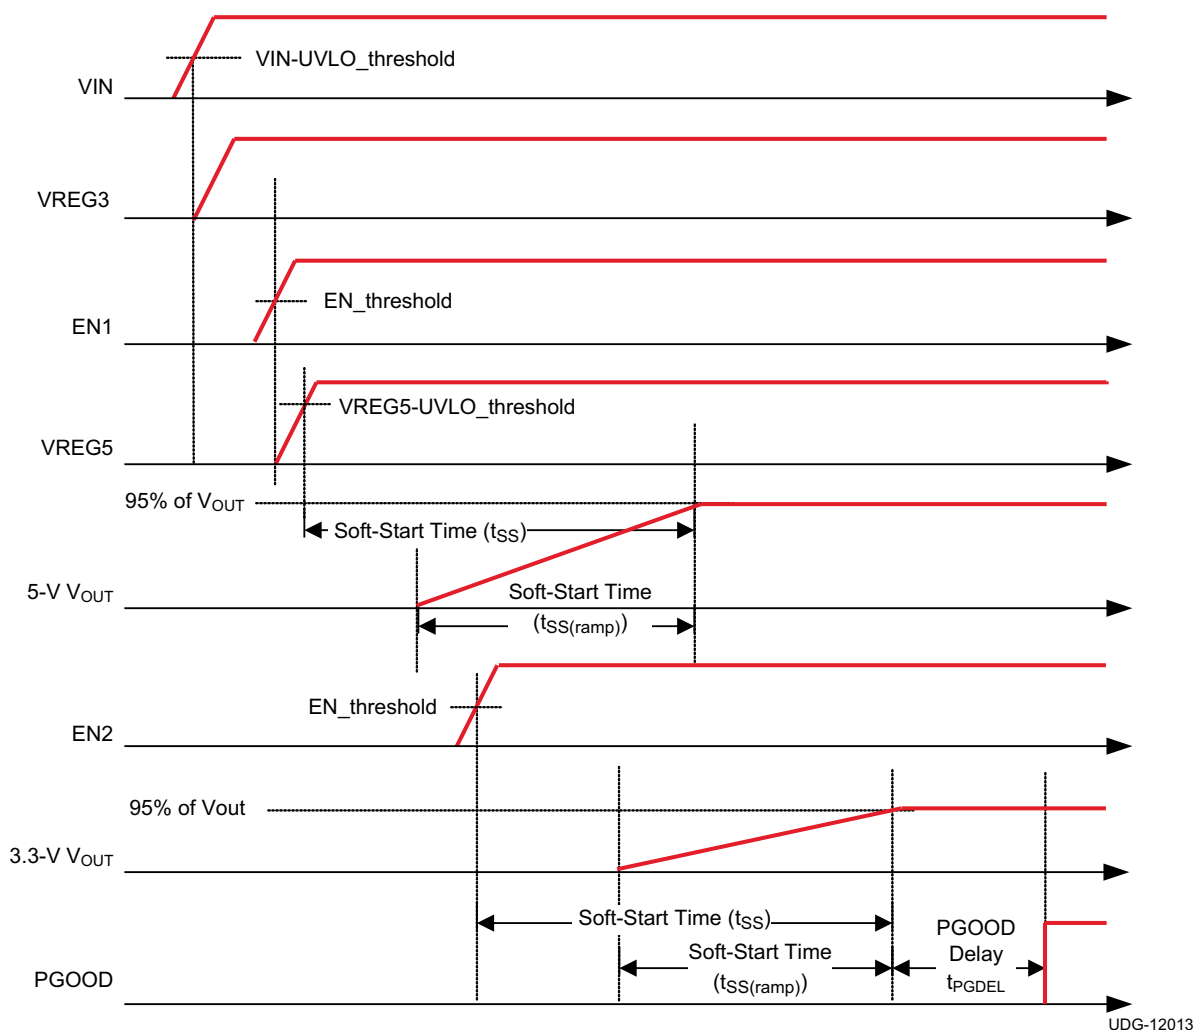 VIN-UVLO_threshold
VIN
VREG3
EN_threshold
EN1
VREG5-UVLO_threshold
VREG5
95% of VOUT
Soft-Start Time (tSS)
5-V VOUT
Soft-Start Time
(tSS(ramp))
EN_threshold
EN2
95% of Vout
3.3-V VOUT
Soft-Start Time (tSS)
Soft-Start Time
(tSS(ramp))
PGOOD
Delay
tPGDEL
PGOOD
UDG-12013